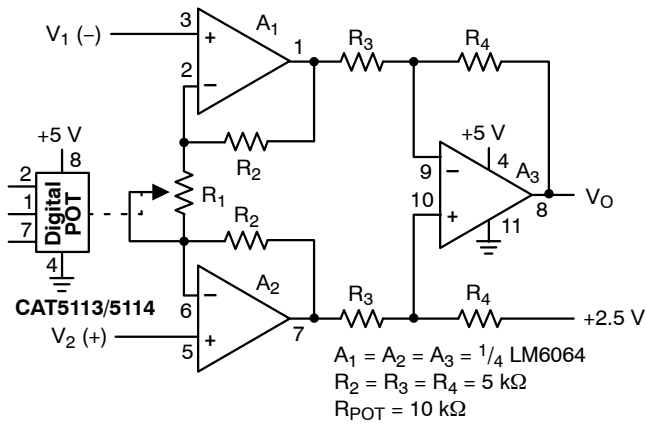 V1 (−)
3
+
A1
1
2
−
R3
R4
+5 V
8
R2
+5 V
4
A3
9
−
2
1
7
Digital
POT
R1
10
+
8
VO
11
4
R2
CAT5113/5114
−
A2
6
7
R3
R4
+2.5 V
V2 (+)
5
+
A1 = A2 = A3 = 1/4 LM6064
R2 = R3 = R4 = 5 kΩ
RPOT = 10 kΩ